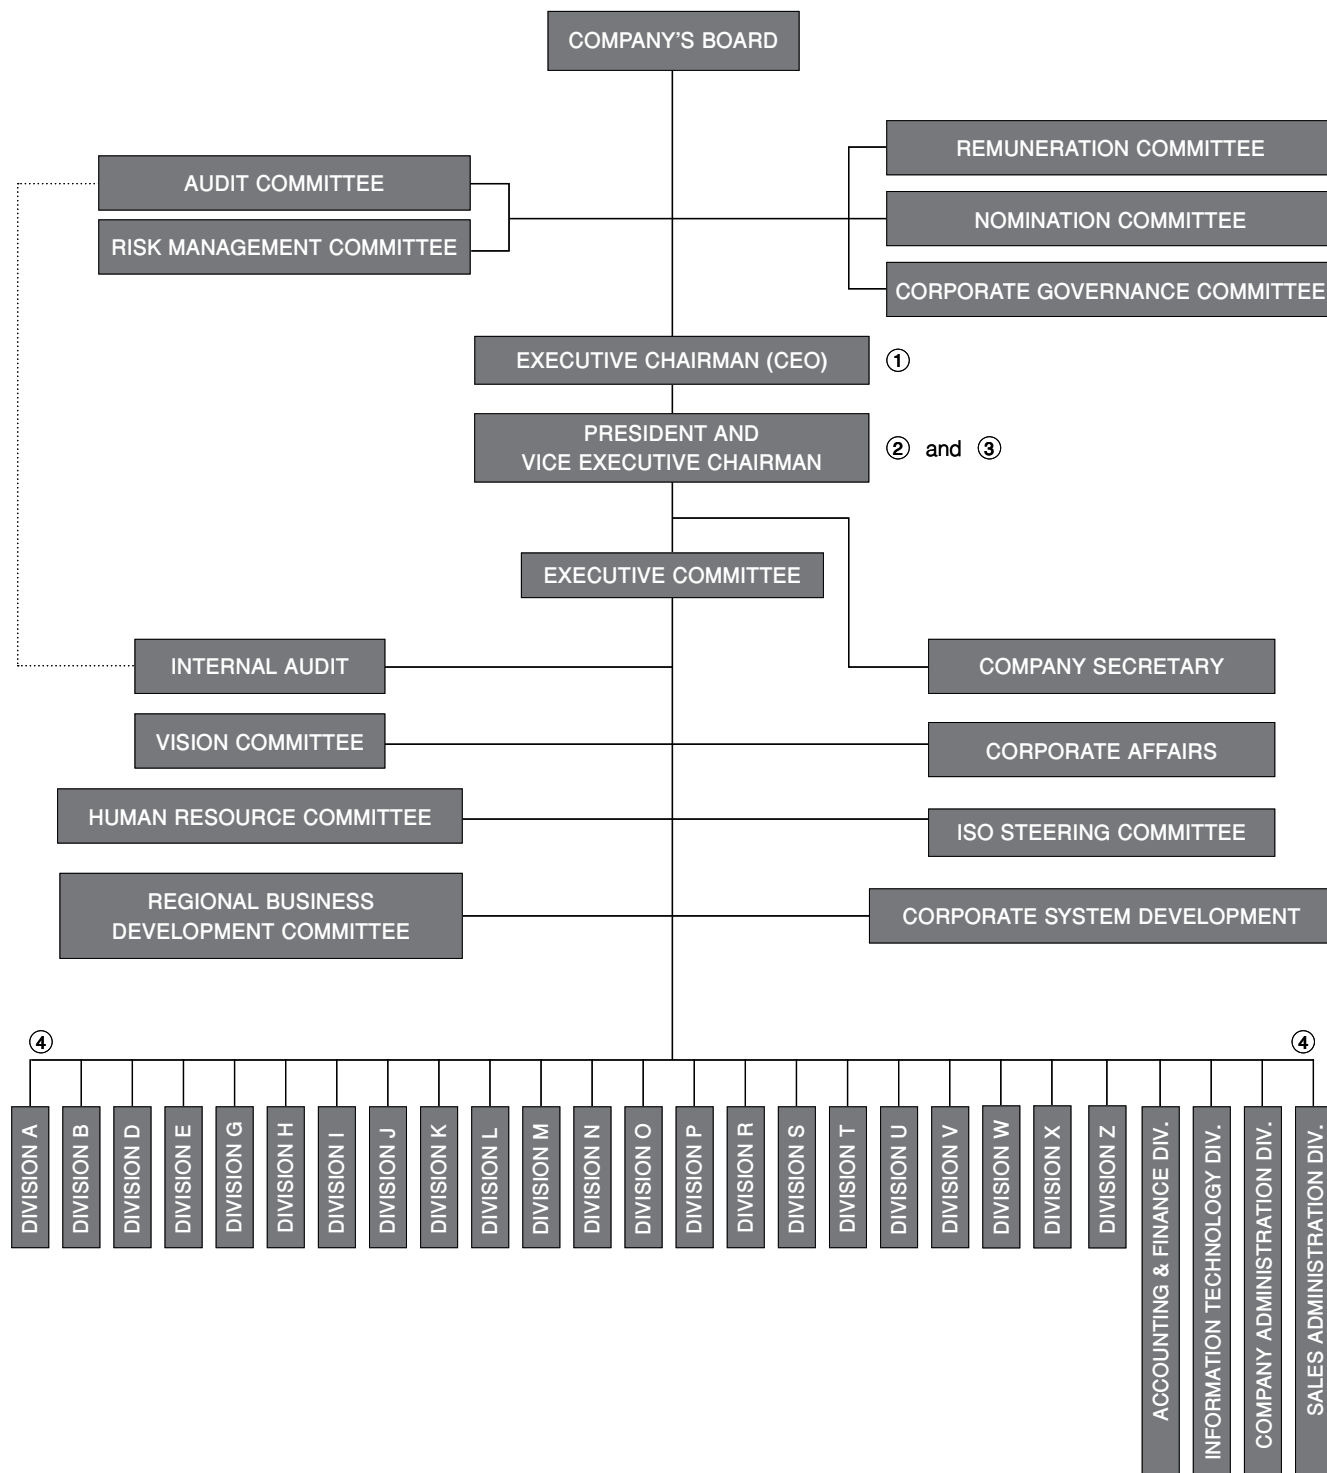 COMPANY’S BOARD
REMUNERATION COMMITTEE
AUDIT COMMITTEE
NOMINATION COMMITTEE
RISK MANAGEMENT COMMITTEE
CORPORATE GOVERNANCE COMMITTEE
EXECUTIVE CHAIRMAN (CEO)
①
PRESIDENT AND
VICE EXECUTIVE CHAIRMAN
② and ③
EXECUTIVE COMMITTEE
INTERNAL AUDIT
COMPANY SECRETARY
VISION COMMITTEE
CORPORATE AFFAIRS
HUMAN RESOURCE COMMITTEE
ISO STEERING COMMITTEE
REGIONAL BUSINESS
DEVELOPMENT COMMITTEE
CORPORATE SYSTEM DEVELOPMENT
④
④
DIVISION A
DIVISION B
DIVISION D
DIVISION E
DIVISION G
DIVISION H
DIVISION I
DIVISION J
DIVISION K
DIVISION L
DIVISION M
DIVISION N
DIVISION O
DIVISION P
DIVISION R
DIVISION S
DIVISION T
DIVISION U
DIVISION V
DIVISION W
DIVISION X
DIVISION Z
ACCOUNTING & FINANCE DIV.
INFORMATION TECHNOLOGY DIV.
COMPANY ADMINISTRATION DIV.
SALES ADMINISTRATION DIV.